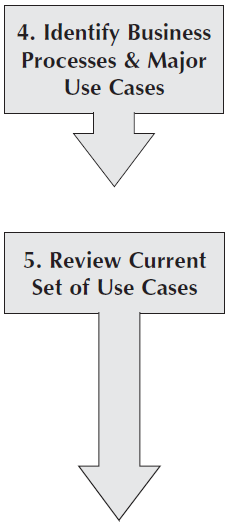 4. Identify Business
Processes & Major
Use Cases
5. Review Current
Set of Use Cases